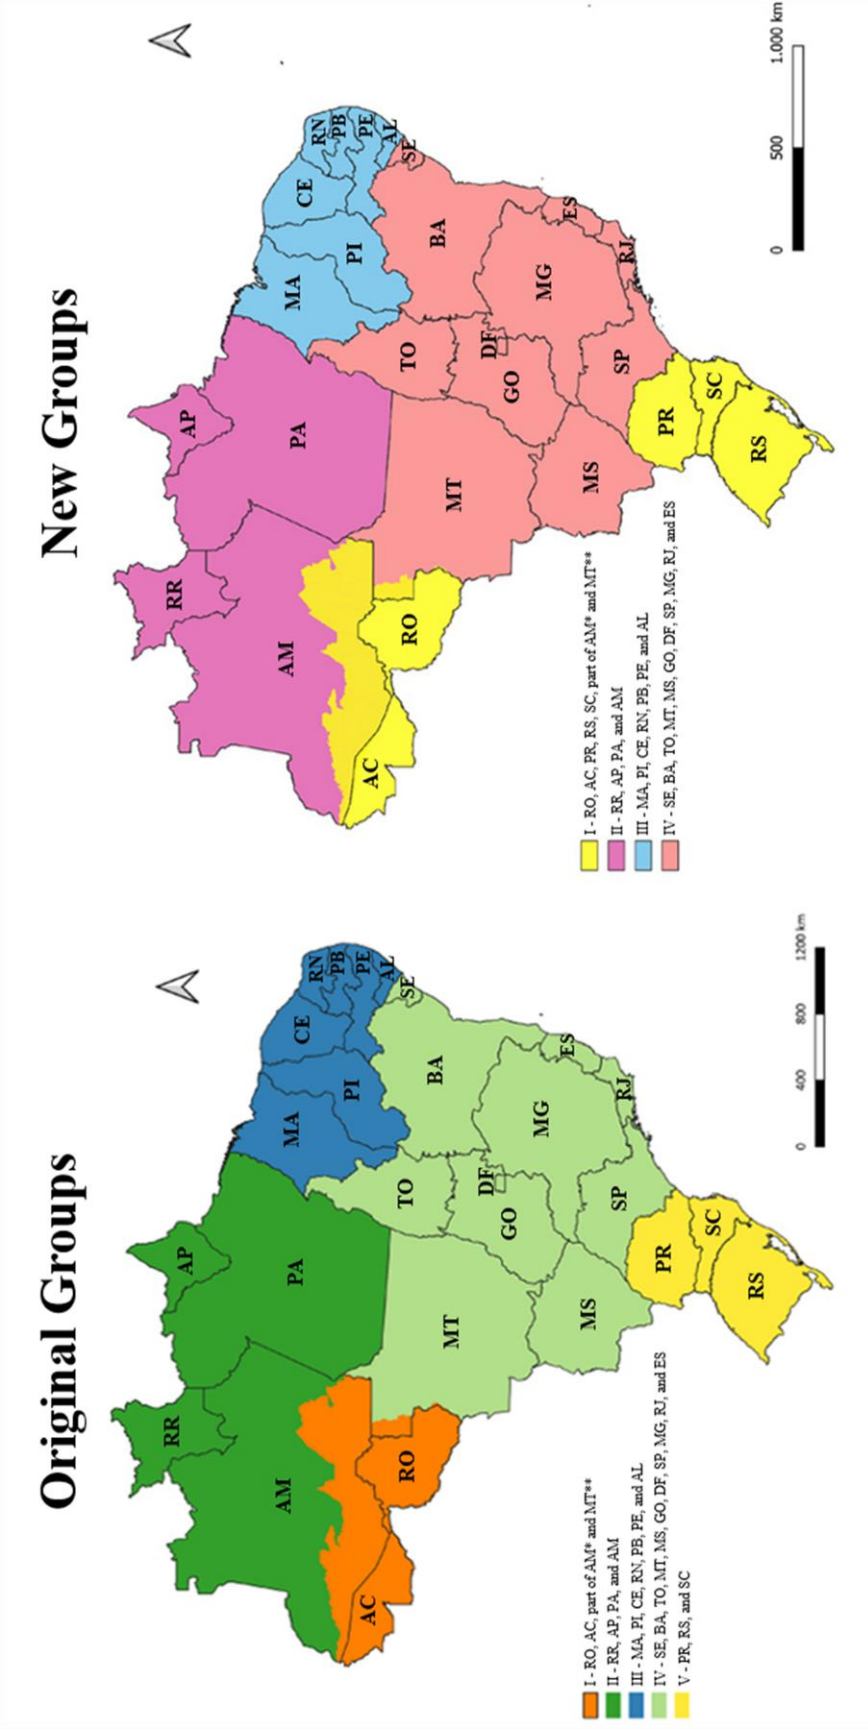 Original Groups
RR
AP
AM
PA
MA
CE
RN
PB
PE
AL
SE
PI
AC
RO
MT
TO
BA
DF
GO
MG
ES
MS
SP
RJ
PR
SC
RS
I - RO, AC, part of AM* and MT**
II - RR, AP, PA, and AM
III - MA, PI, CE, RN, PB, PE, and AL
IV - SE, BA, TO, MT, MS, GO, DF, SP, MG, RJ, and ES
V - PR, RS, and SC
0 400 800 1200 km
New Groups
RR
AP
AM
PA
MA
CE
RN
PB
PE
AL
SE
PI
AC
RO
MT
TO
BA
DF
GO
MG
ES
MS
SP
RJ
PR
SC
RS
I - RO, AC, PR, RS, SC, part of AM* and MT**
II - RR, AP, PA, and AM
III - MA, PI, CE, RN, PB, PE, and AL
IV - SE, BA, TO, MT, MS, GO, DF, SP, MG, RJ, and ES
0 500 1.000 km